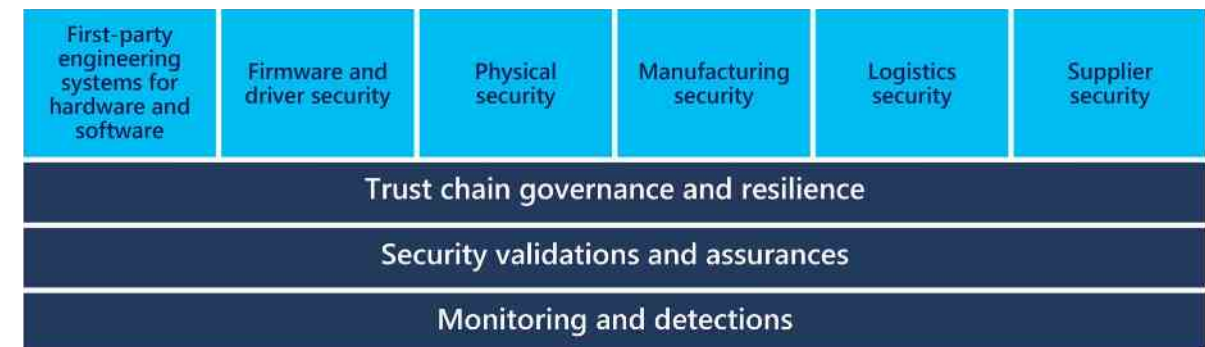 First-party
engineering
systems for
hardware and
software
Firmware and
driver security
Physical
security
Manufacturing
security
Logistics
security
Supplier
security
Trust chain governance and resilience
Security validations and assurances
Monitoring and detections